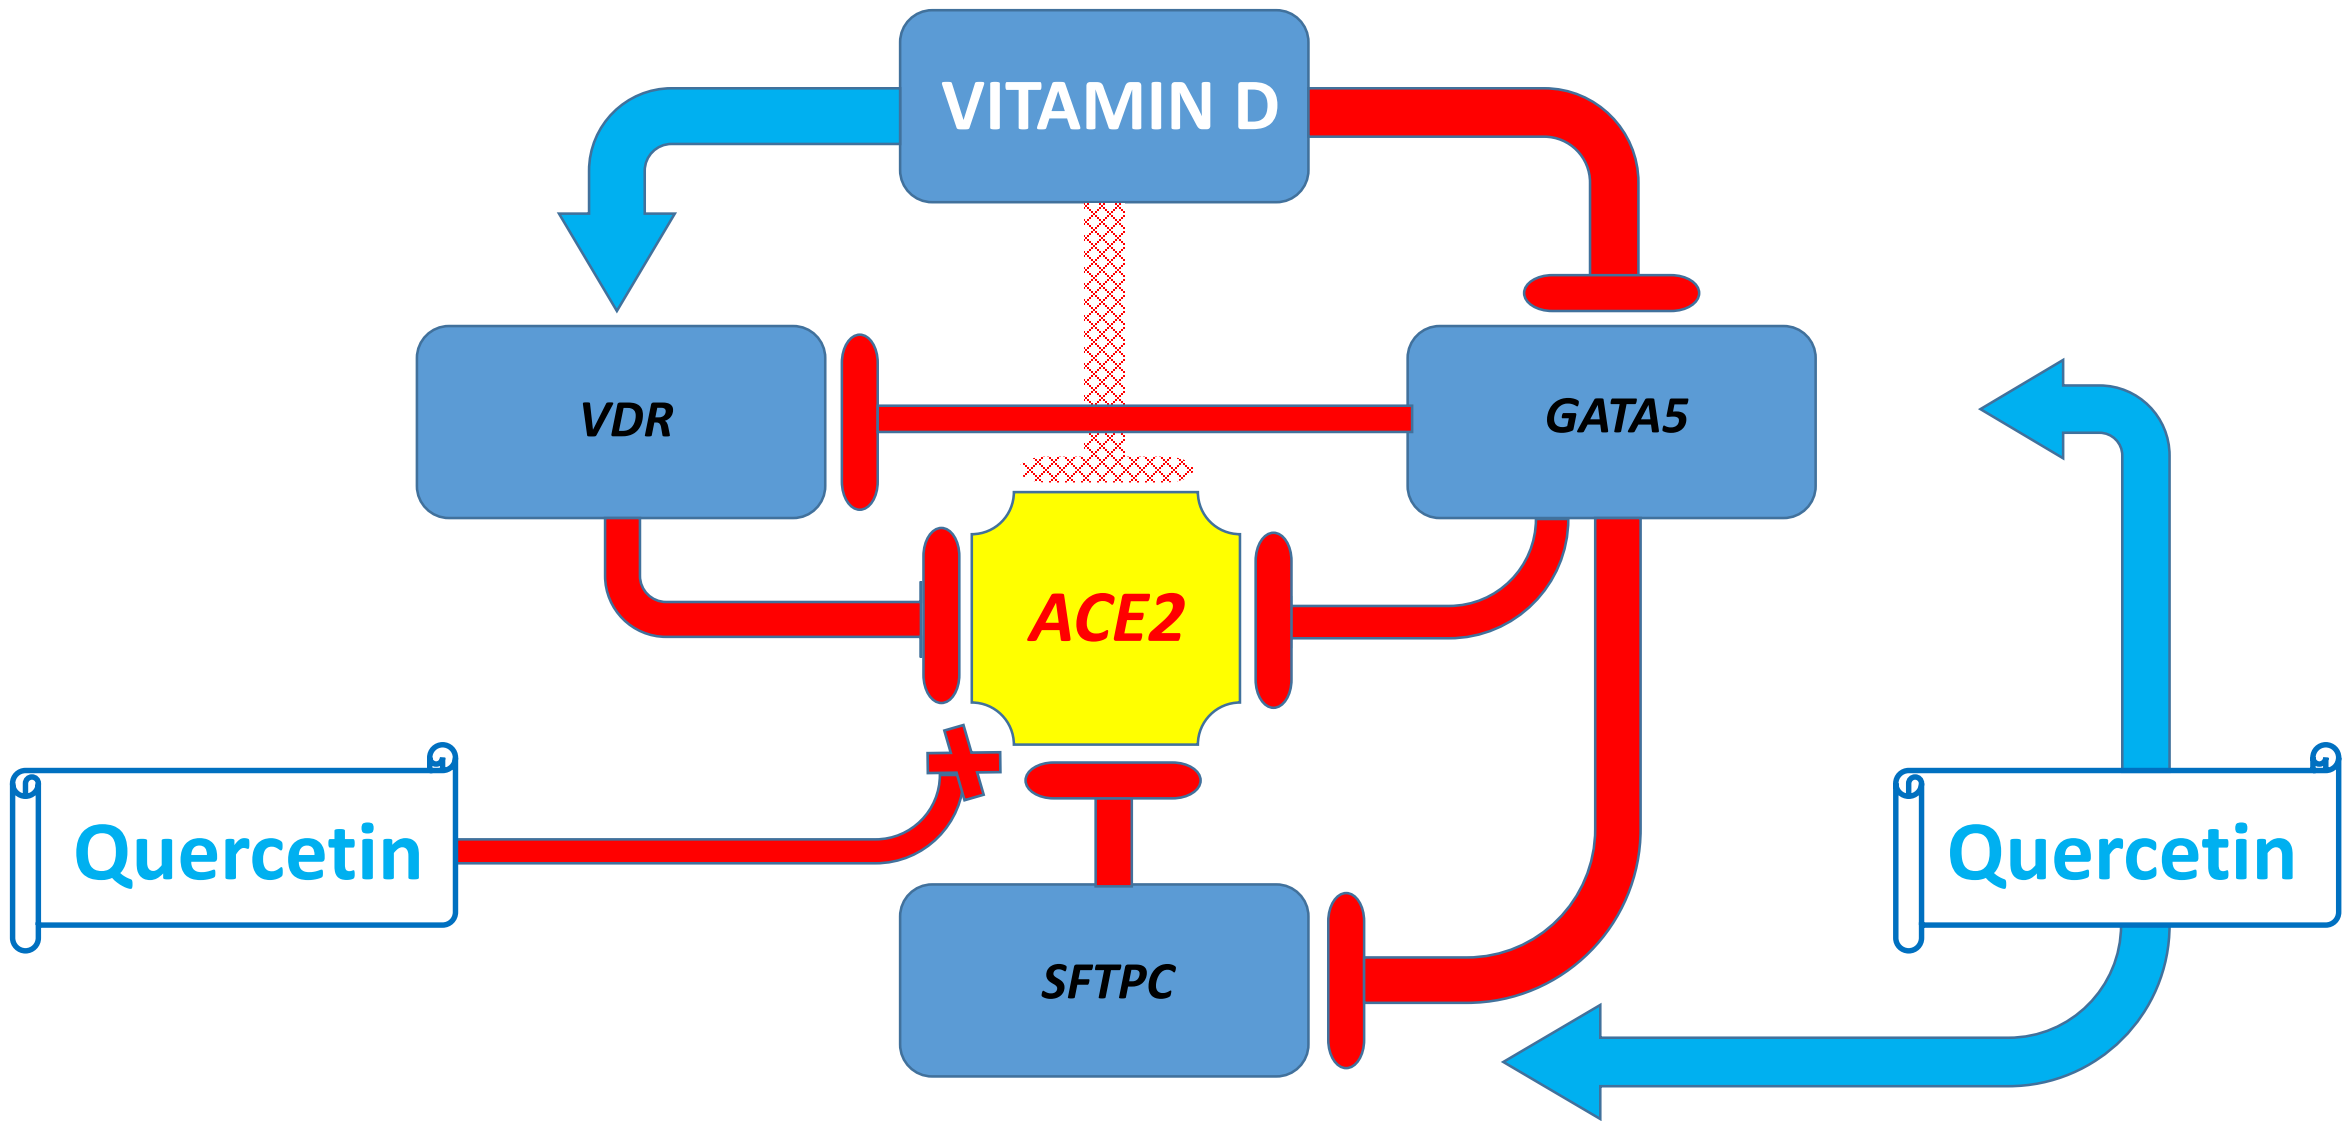 VITAMIN D
VDR
GATA5
ACE2
Quercetin
Quercetin
SFTPC